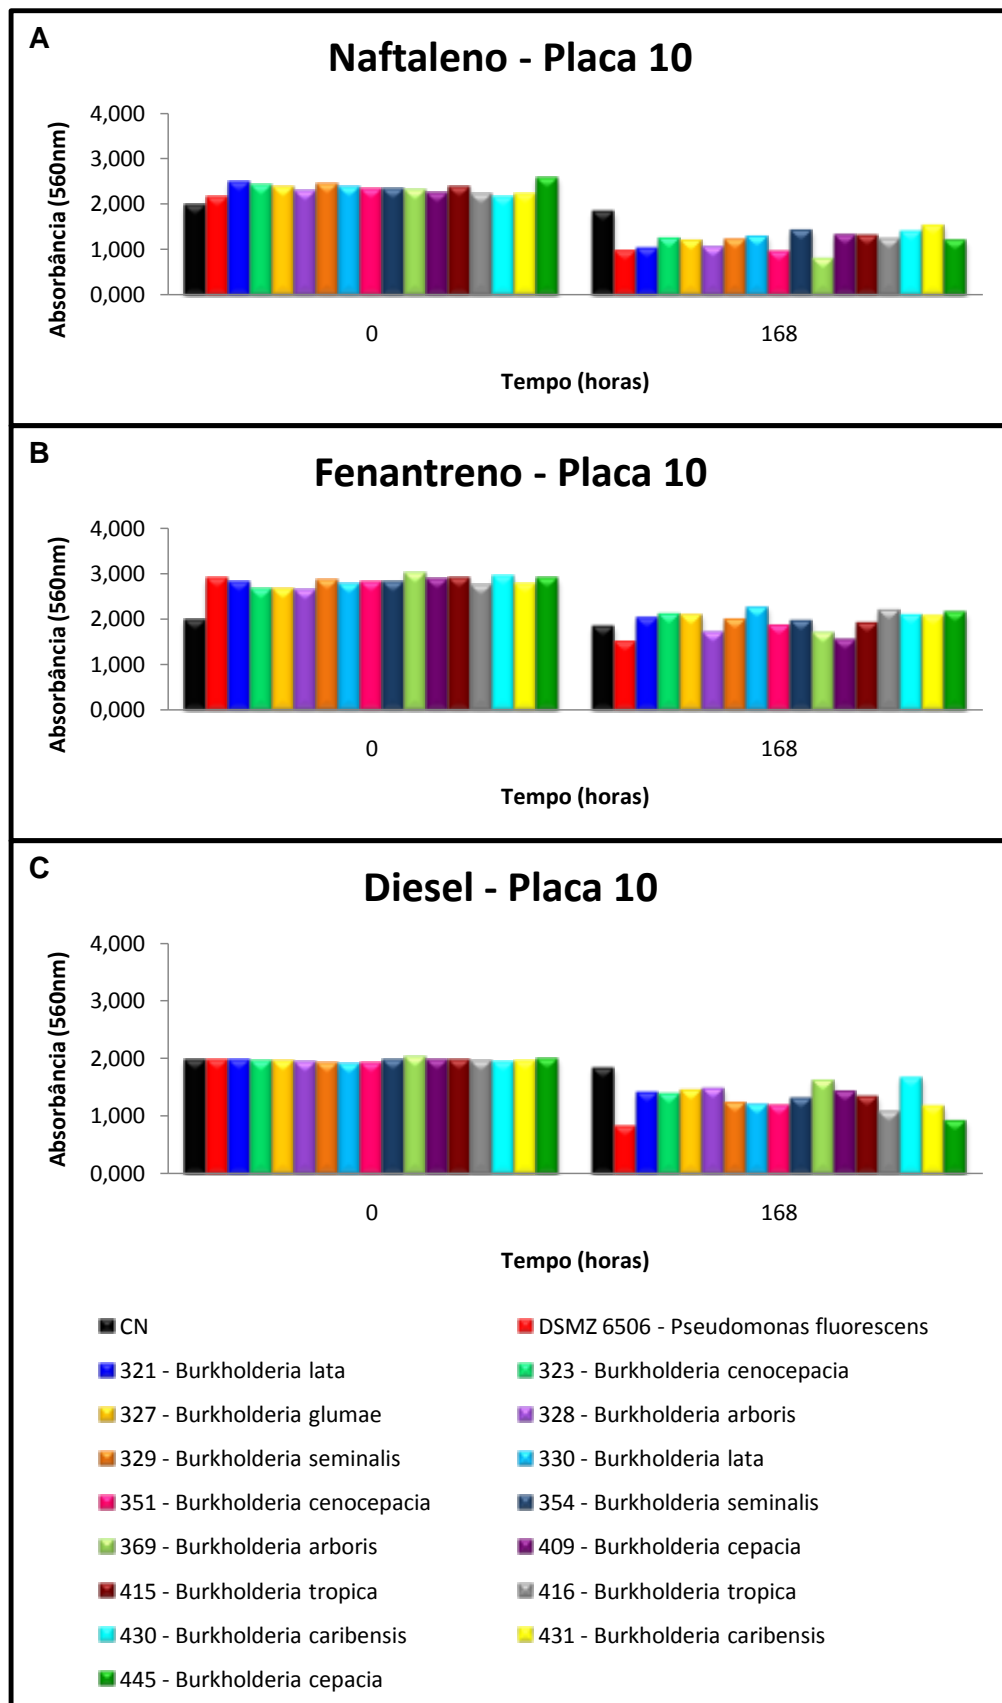 A
Naftaleno - Placa 10
Absorbância (560nm)
4,000
3,000
2,000
1,000
0,000
0 168
Tempo (horas)
B
Fenantreno - Placa 10
Absorbância (560nm)
4,000
3,000
2,000
1,000
0,000
0 168
Tempo (horas)
C
Diesel - Placa 10
Absorbância (560nm)
4,000
3,000
2,000
1,000
0,000
0 168
Tempo (horas)
CN DSMZ 6506 - Pseudomonas fluorescens
321 - Burkholderia lata 323 - Burkholderia cenocepacia
327 - Burkholderia glumae 328 - Burkholderia arboris
329 - Burkholderia seminalis 330 - Burkholderia lata
351 - Burkholderia cenocepacia 354 - Burkholderia seminalis
369 - Burkholderia arboris 409 - Burkholderia cepacia
415 - Burkholderia tropica 416 - Burkholderia tropica
430 - Burkholderia caribensis 431 - Burkholderia caribensis
445 - Burkholderia cepacia